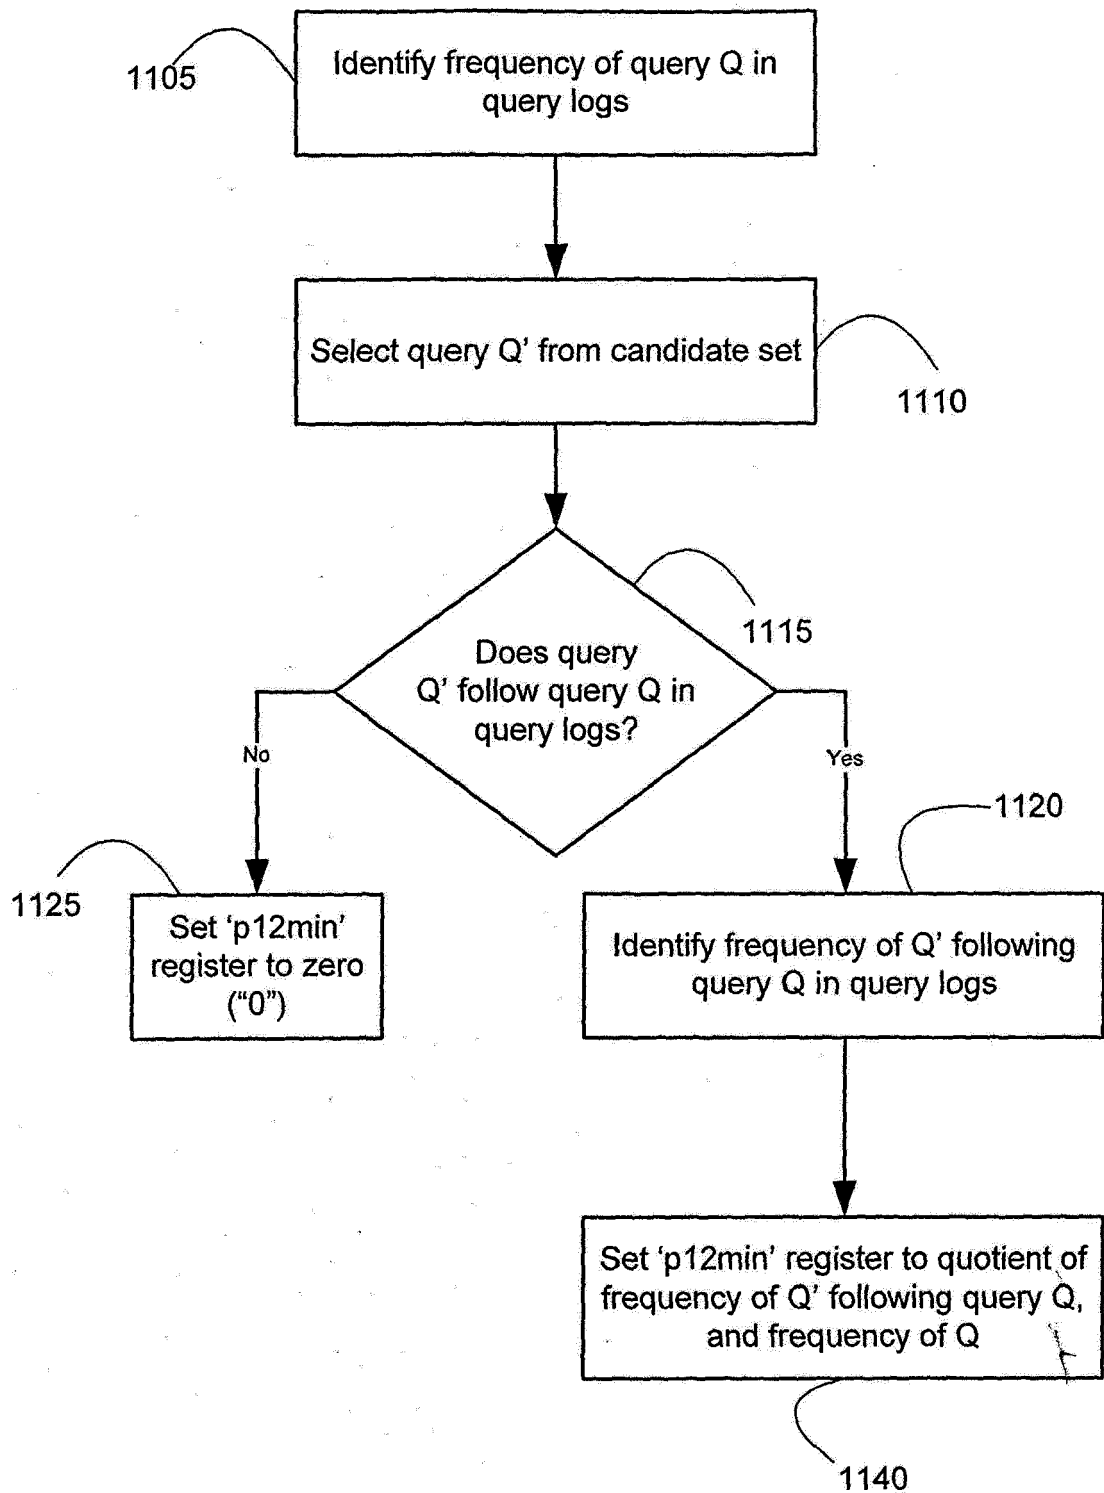 1105
Identify frequency of query Q in
query logs
Select query Q' from candidate set
1110
1115
Does query
Q' follow query Q in
query logs?
No
Yes
1120
1125
Set 'p12min'
register to zero
("0")
Identify frequency of Q' following
query Q in query logs
Set 'p12min' register to quotient of
frequency of Q' following query Q,
and frequency of Q
1140